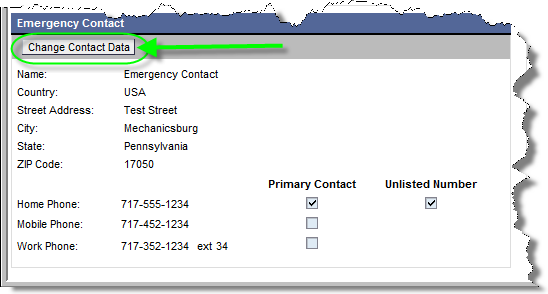 Emergency Contact
Change Contact Data
Name: Emergency Contact
Country: USA
Street Address: Test Street
City: Mechanicsburg
State: Pennsylvania
ZIP Code: 17050
Primary Contact Unlisted Number
Home Phone: 717-555-1234
Mobile Phone: 717-452-1234
Work Phone: 717-352-1234 ext 34